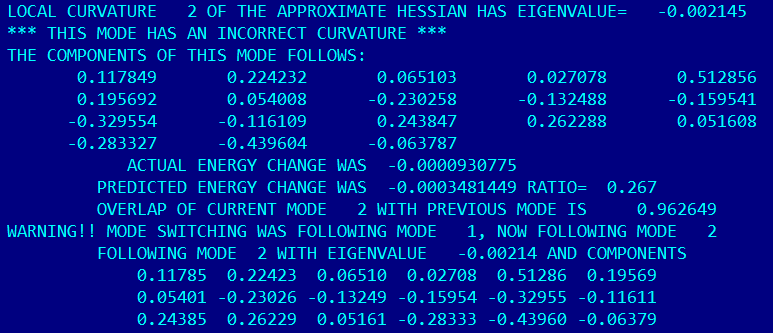 LOCAL CURVATURE   2 OF THE APPROXIMATE HESSIAN HAS EIGENVALUE=   -0.002145
*** THIS MODE HAS AN INCORRECT CURVATURE ***
THE COMPONENTS OF THIS MODE FOLLOWS:
0.117849       0.224232       0.065103       0.027078       0.512856
0.195692       0.054008      -0.230258      -0.132488      -0.159541
-0.329554      -0.116109       0.243847       0.262288       0.051608
-0.283327      -0.439604      -0.063787
ACTUAL ENERGY CHANGE WAS  -0.0000930775
PREDICTED ENERGY CHANGE WAS  -0.0003481449 RATIO=  0.267
OVERLAP OF CURRENT MODE   2 WITH PREVIOUS MODE IS     0.962649
WARNING!! MODE SWITCHING WAS FOLLOWING MODE   1, NOW FOLLOWING MODE   2
FOLLOWING MODE  2 WITH EIGENVALUE   -0.00214 AND COMPONENTS
0.11785  0.22423  0.06510  0.02708  0.51286  0.19569
0.05401 -0.23026 -0.13249 -0.15954 -0.32955 -0.11611
0.24385  0.26229  0.05161 -0.28333 -0.43960 -0.06379